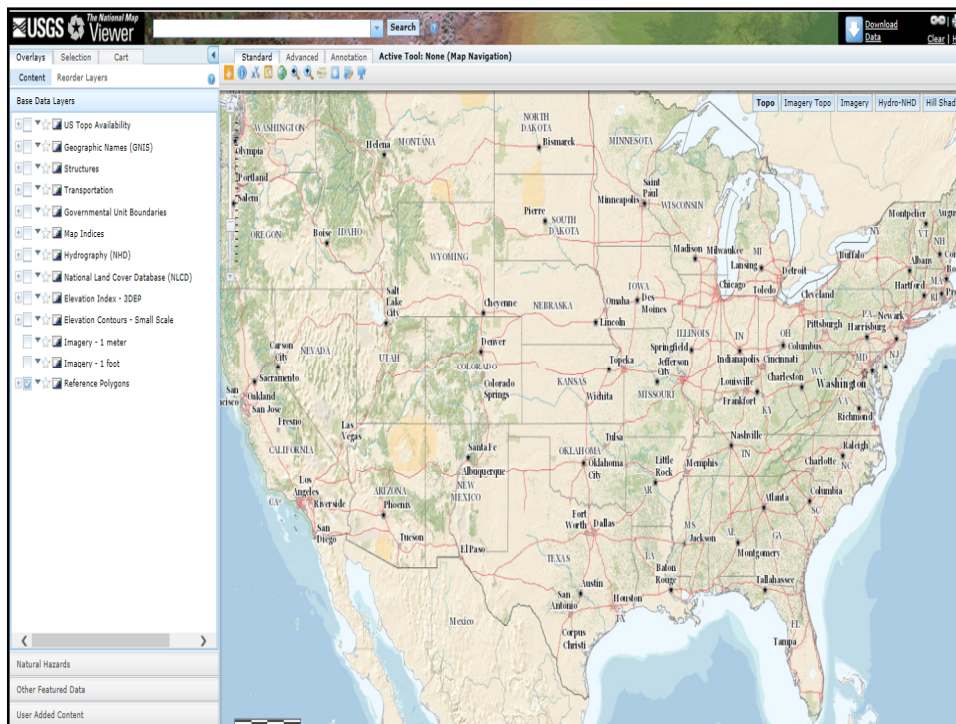 USGS The National Map Viewer
Search
Download Data
Clear | H
Overlays Selection Cart
Standard Advanced Annotation Active Tool: None (Map Navigation)
Content Reorder Layers
Base Data Layers
US Topo Availability
Geographic Names (GNIS)
Structures
Transportation
Governmental Unit Boundaries
Map Indices
Hydrography (NHD)
National Land Cover Database (NLCD)
Elevation Index - 3DEP
Elevation Contours - Small Scale
Imagery - 1 meter
Imagery - 1 foot
Reference Polygons
Natural Hazards
Other Featured Data
User Added Content
Topo Imagery Topo Imagery Hydro-NHD Hill Shad
WASHINGTON
Olympia
Portland
Salem
OREGON
Boise
IDAHO
Helena
MONTANA
NORTH DAKOTA
Bismarck
MINNESOTA
Saint Paul
Minneapolis
WISCONSIN
Pierre
SOUTH DAKOTA
WYOMING
Salt Lake City
Cheyenne
NEBRASKA
Omaha
Lincoln
IOWA
Des Moines
Madison
Milwaukee
MI
Lansing
Detroit
Chicago
Toledo
Cleveland
Buffalo
NY
Montpelier
Augus
VT
NH
Con
Albany
MA
Bo
Hartford
RI
Pr
PA
Newark
Pittsburgh
Harrisburg
NJ
MD
Washington
OH
Columbus
IN
Indianapolis
Cincinnati
WV
Charleston
VA
Richmond
ILLINOIS
Springfield
Jefferson City
MISSOURI
Louisville
Frankfort
KY
Topeka
KANSAS
Wichita
Denver
COLORADO
Colorado Springs
UTAH
NEVADA
Carson City
Sacramento
San
cisco
Oakland
San Jose
Fresno
CALIFORNIA
Las Vegas
Los Angeles
CA
Riverside
San Diego
ARIZONA
Phoenix
Tucson
Santa Fe
Albuquerque
NEW MEXICO
El Paso
OKLAHOMA
Oklahoma City
Tulsa
Little Rock
AR
Memphis
Nashville
TN
Raleigh
Charlotte
NC
Columbia
SC
Atlanta
GA
AL
Montgomery
MS
Jackson
LA
Baton Rouge
Tallahassee
FL
Tampa
Fort Worth
Dallas
TEXAS
Austin
San Antonio
Houston
TX
Corpus Christi
Mexico